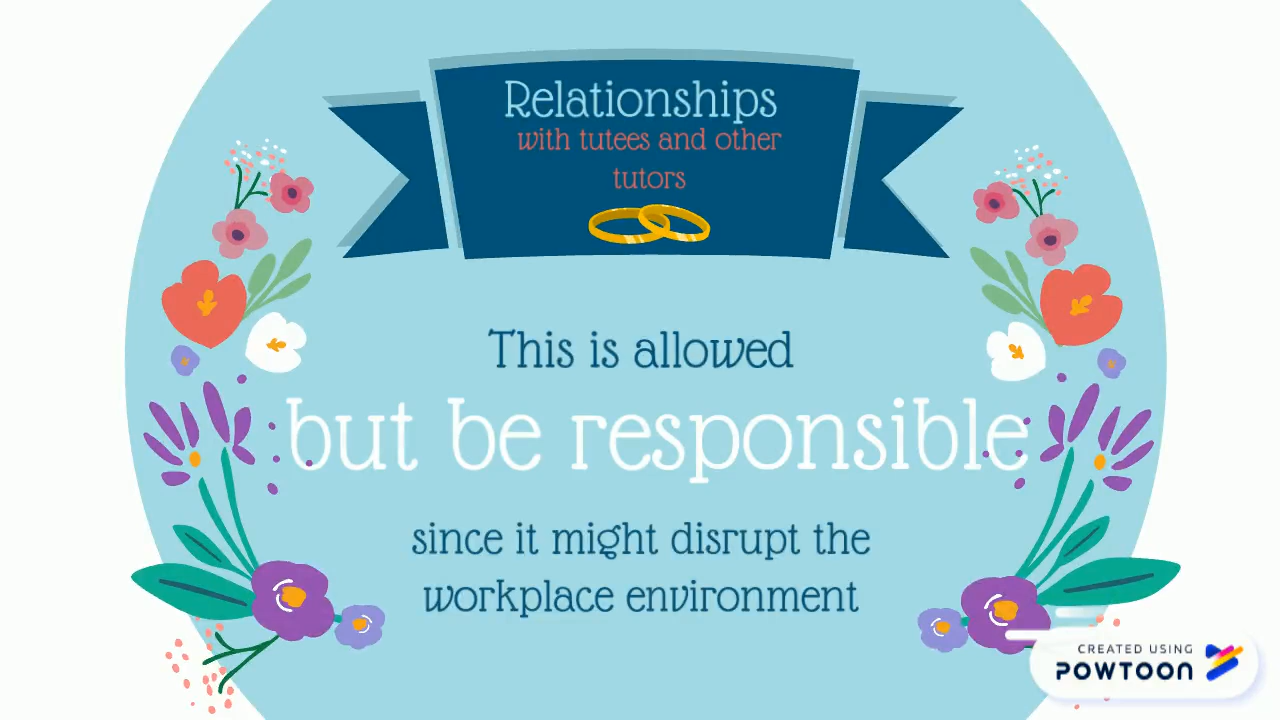 Relationships
with tutees and other
tutors
This is allowed
but be responsible
since it might disrupt the
workplace environment
CREATED USING
POWTOON